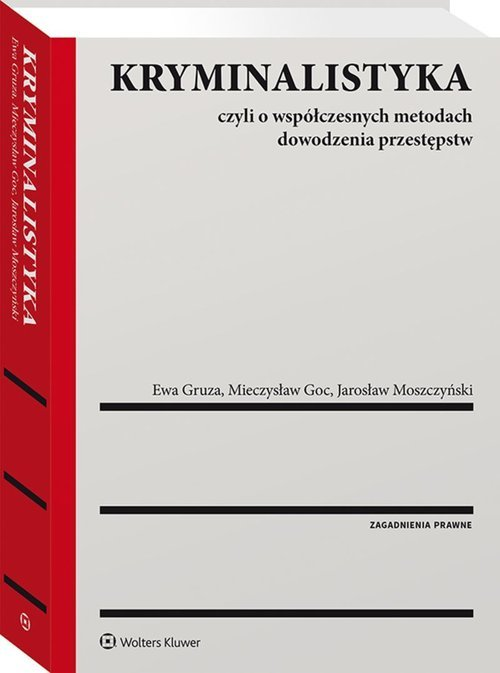 KRYMINALISTYKA
Ewa Gruza, Mieczysław Goc, Jarosław Moszczyński
KRYMINALISTYKA
czyli o współczesnych metodach
dowodzenia przestępstw
Ewa Gruza, Mieczysław Goc, Jarosław Moszczyński
ZAGADNIENIA PRAWNE
Wolters Kluwer